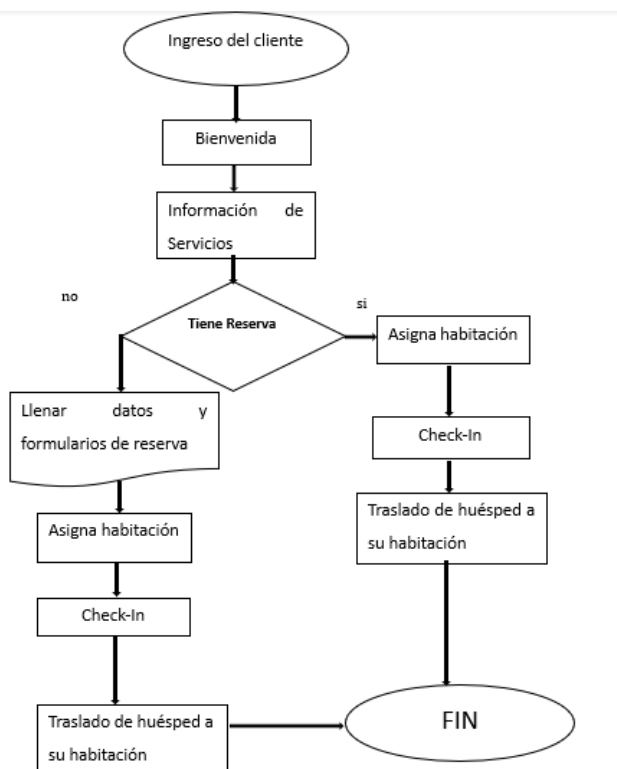 Ingreso del cliente
Bienvenida
Información de
Servicios
no
si
Tiene Reserva
Asigna habitación
Llenar datos y
formularios de reserva
Check-In
Traslado de huésped a
su habitación
Asigna habitación
Check-In
Traslado de huésped a
su habitación
FIN